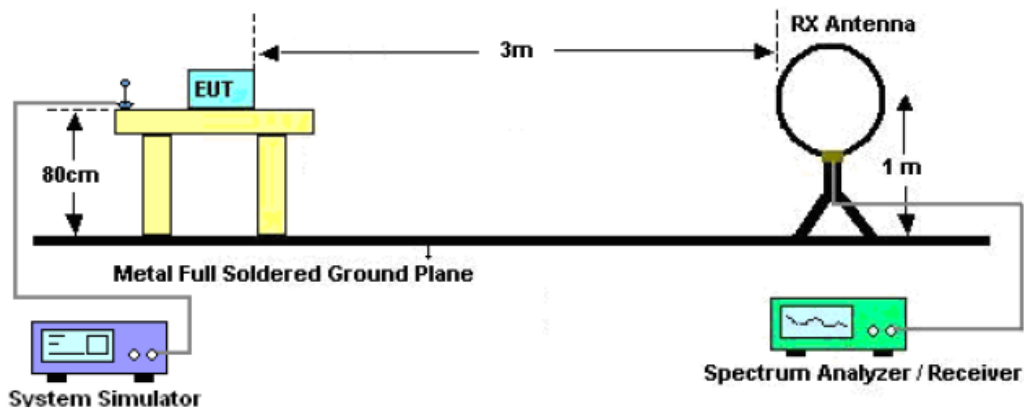 RX Antenna
3m
EUT
80cm
1 m
Metal Full Soldered Ground Plane
System Simulator
Spectrum Analyzer / Receiver